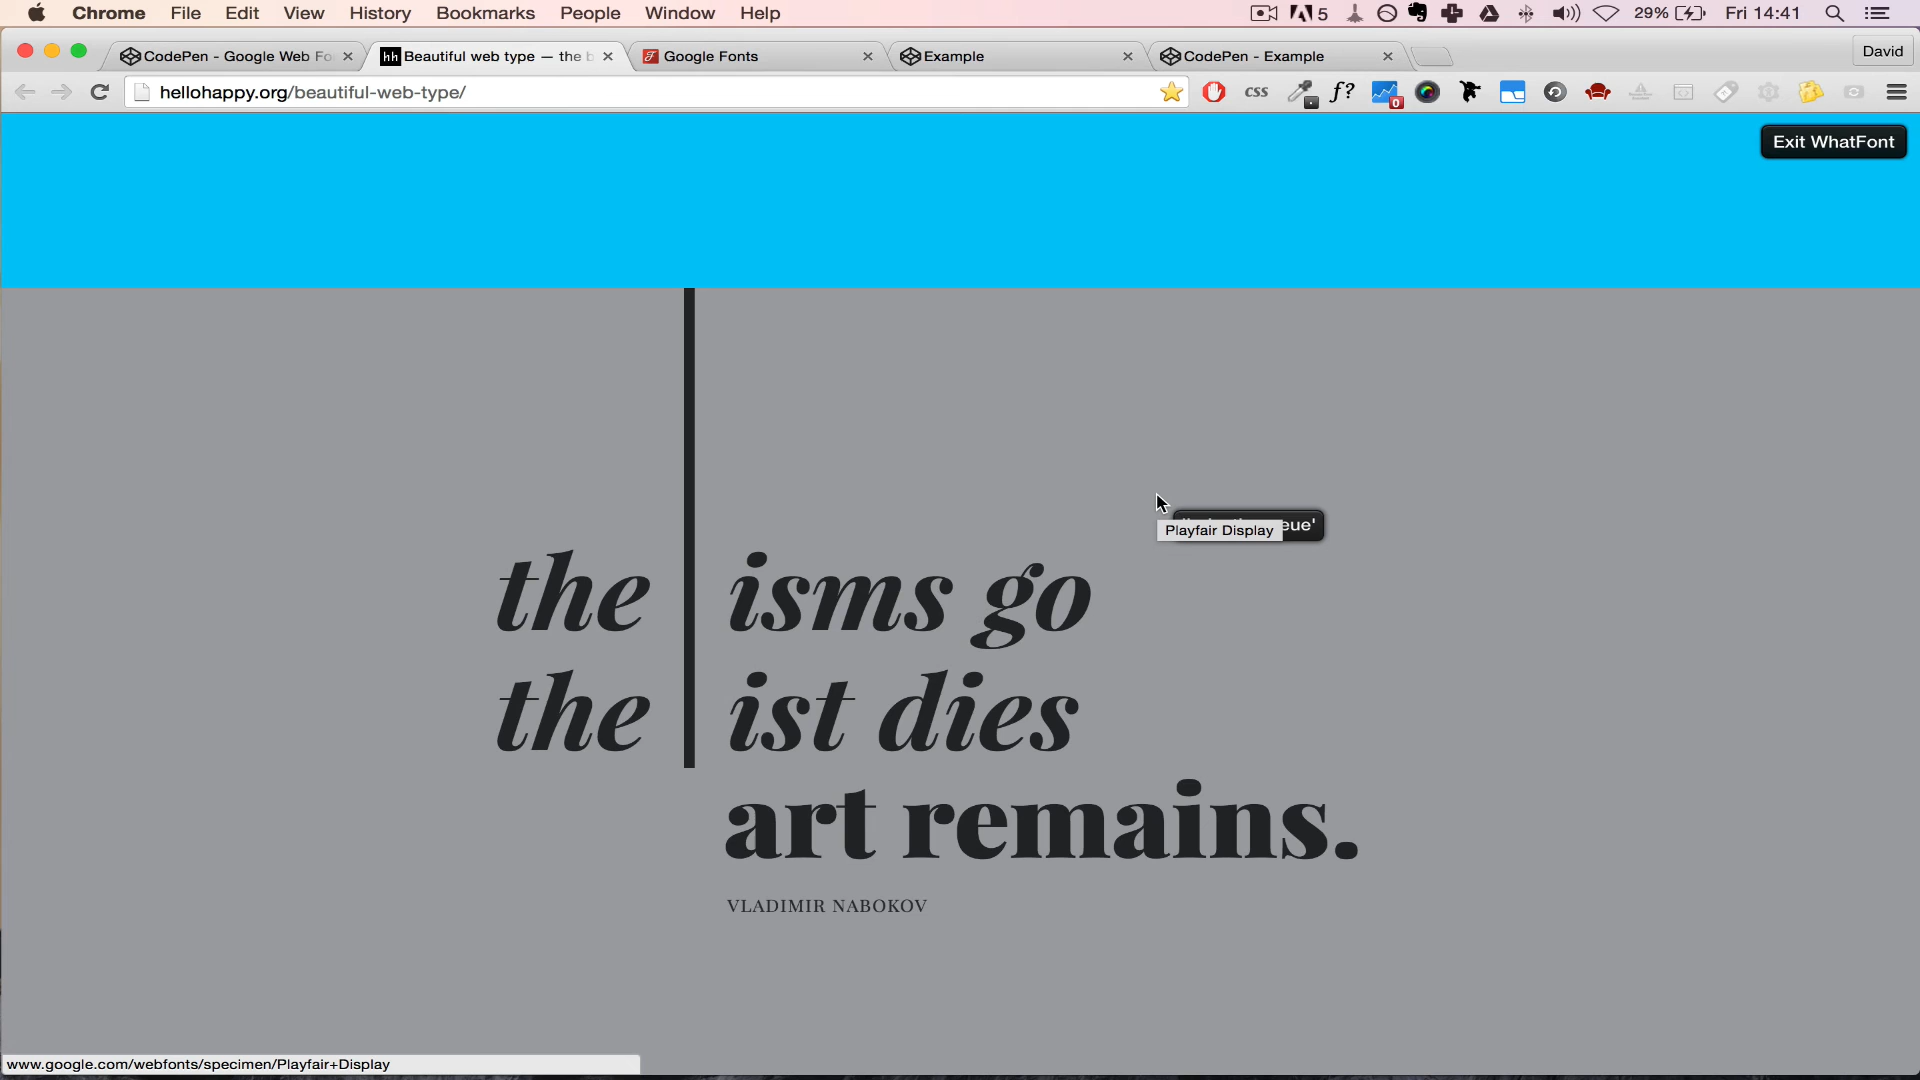 Chrome File Edit View History Bookmarks People Window Help 5 29% Fri 14:41
CodePen - Google Web Fo Beautiful web type — the b Google Fonts Example CodePen - Example David
hellohappy.org/beautiful-web-type/ css f? 0
Exit WhatFont
eue'
Playfair Display
the isms go
the ist dies
art remains.
VLADIMIR NABOKOV
www.google.com/webfonts/specimen/Playfair+Display